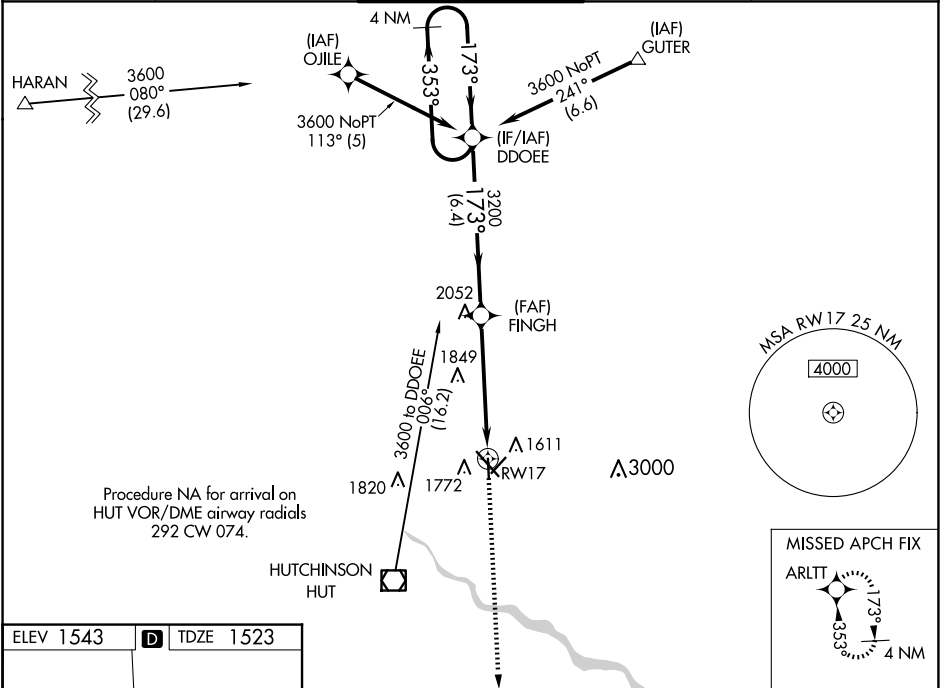 4 NM
353°
173°
(IAF)
OJILE
3600 NoPT
113° (5)
(IAF)
GUTER
3600 NoPT
241°
(6.6)
HARAN
3600
080°
(29.6)
(IF/IAF)
DDOEE
3200
173°
(6.4)
2052
(FAF)
FINGH
1849
3600 to DDOEE
006°
(16.2)
1611
RW17
1820
1772
3000
MSA RW17 25 NM
4000
Procedure NA for arrival on
HUT VOR/DME airway radials
292 CW 074.
HUTCHINSON
HUT
MISSED APCH FIX
ARLTT
353°
173°
4 NM
ELEV 1543
D
TDZE 1523